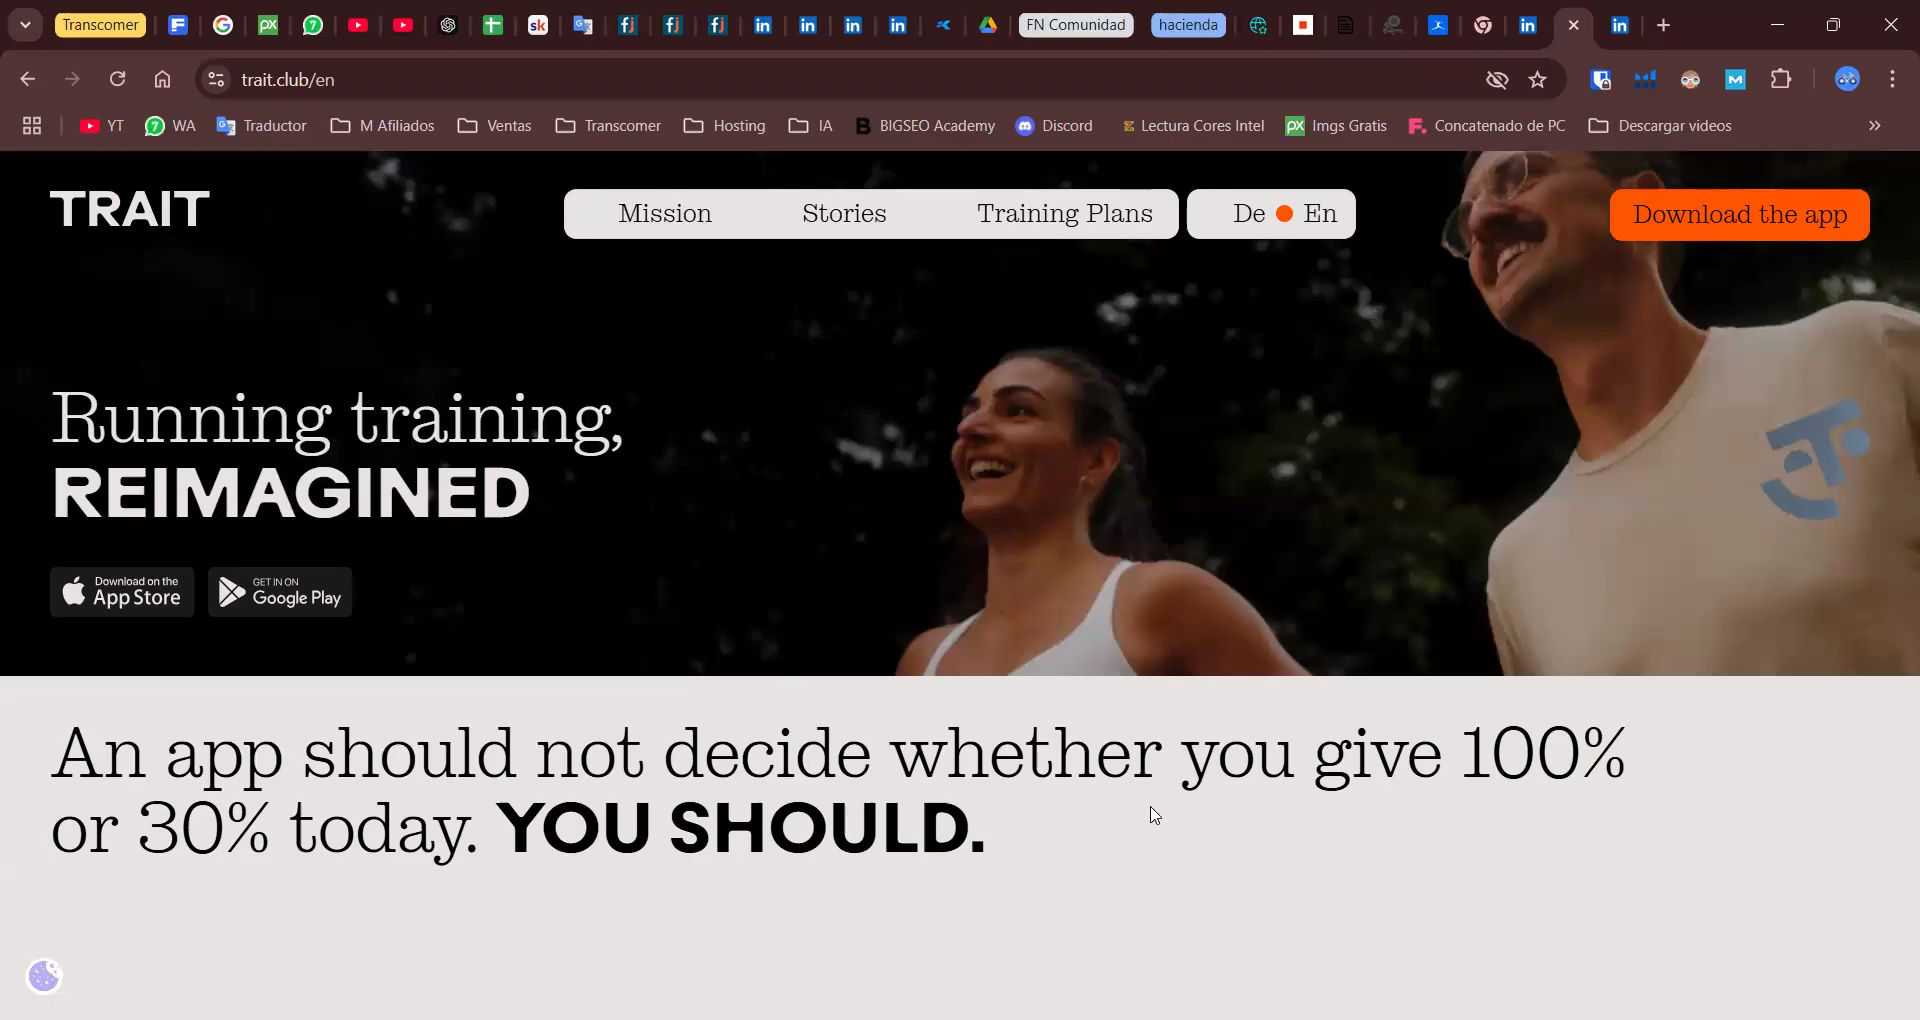 Transcomer
sk
FN Comunidad
hacienda
trait.club/en
YT
WA
Traductor
M Afiliados
Ventas
Transcomer
Hosting
IA
BIGSEO Academy
Discord
Lectura Cores Intel
Imgs Gratis
Concatenado de PC
Descargar videos
TRAIT
Mission
Stories
Training Plans
De
En
Download the app
Running training,
REIMAGINED
Download on the
App Store
GET IN ON
Google Play
An app should not decide whether you give 100%
or 30% today. YOU SHOULD.